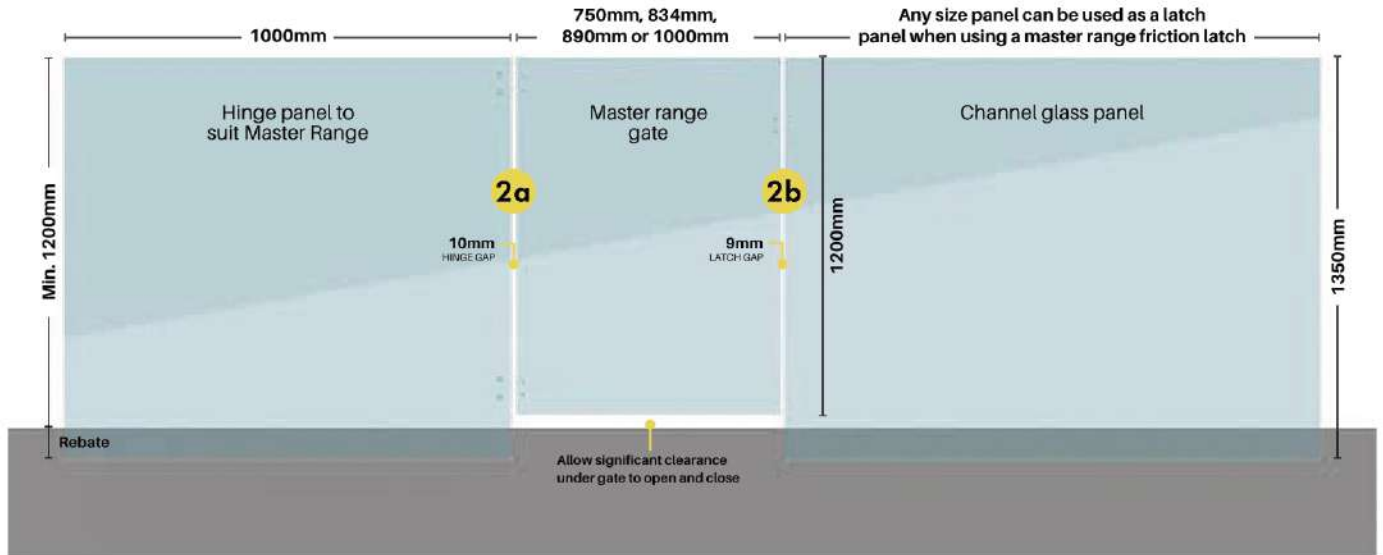 1000mm
750mm, 834mm,
890mm or 1000mm
Any size panel can be used as a latch
panel when using a master range friction latch
Hinge panel to
suit Master Range
Master range
gate
Channel glass panel
2a
2b
10mm
HINGE GAP
9mm
LATCH GAP
Min. 1200mm
1200mm
1350mm
Rebate
Allow significant clearance
under gate to open and close